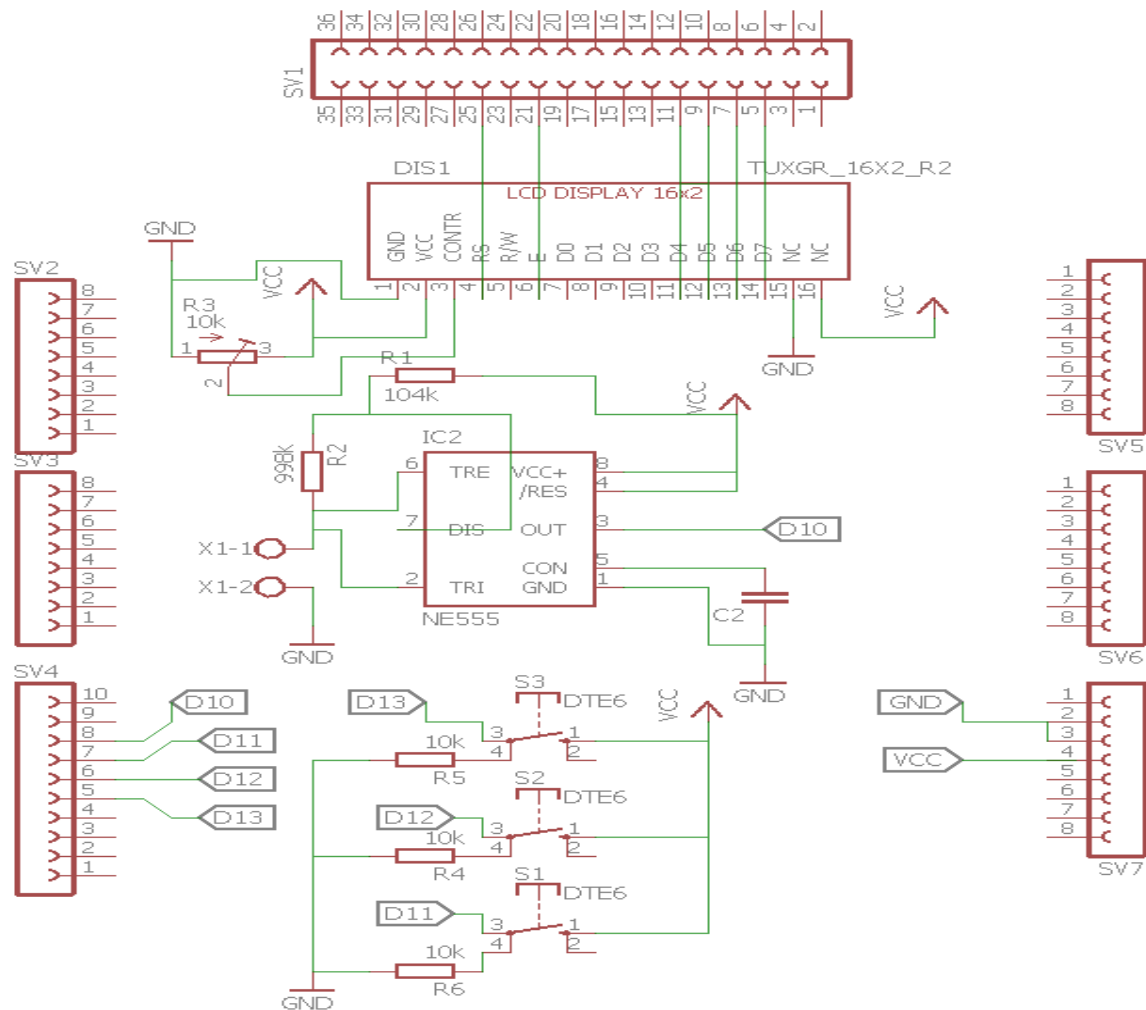 36 34 32 30 28 26 24 22 20 18 16 14 12 10 8 6 4 2
SV1
35 33 31 29 27 25 23 21 19 17 15 13 11 9 7 5 3 1
DIS1 TUXGR_16X2_R2
LCD DISPLAY 16x2
GND VCC CONTR RS R/W E D0 D1 D2 D3 D4 D5 D6 D7 NC NC
1 2 3 4 5 6 7 8 9 10 11 12 13 14 15 16
GND
VCC
R3
10k
1 3
2
VCC
GND
SV2
8
7
6
5
4
3
2
1
SV3
8
7
6
5
4
3
2
1
SV4
10
9
8
7
6
5
4
3
2
1
D10
D11
D12
D13
R1
104k
VCC
R2
998k
IC2
6 TRE VCC+ 8
/RES 4
7 DIS OUT 3
D10
CON 5
2 TRI GND 1
NE555
C2
GND
X1-1
X1-2
GND
S3
D13 DTE6
VCC
3 1
10k 4 2
R5
S2
DTE6
D12
3 1
10k 4 2
R4
S1
DTE6
D11
3 1
4 2
10k
R6
GND
1
2
3
4
5
6
7
8
SV5
1
2
3
4
5
6
7
8
SV6
GND
VCC
1
2
3
4
5
6
7
8
SV7